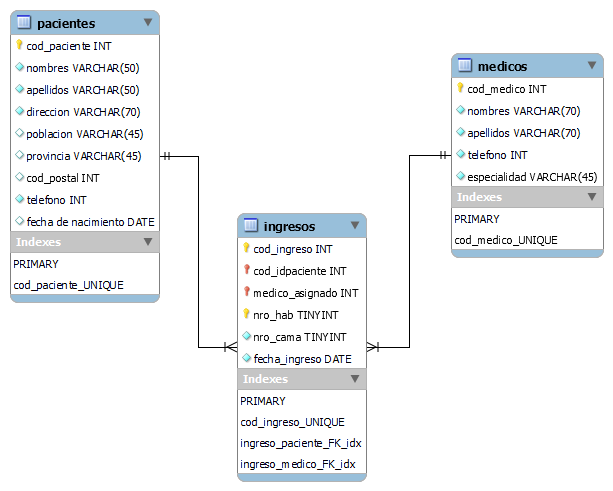 pacientes
cod_paciente INT
nombres VARCHAR(50)
apellidos VARCHAR(50)
direccion VARCHAR(70)
poblacion VARCHAR(45)
provincia VARCHAR(45)
cod_postal INT
telefono INT
fecha de nacimiento DATE
Indexes
PRIMARY
cod_paciente_UNIQUE
medicos
cod_medico INT
nombres VARCHAR(70)
apellidos VARCHAR(70)
telefono INT
especialidad VARCHAR(45)
Indexes
PRIMARY
cod_medico_UNIQUE
ingresos
cod_ingreso INT
cod_idpaciente INT
medico_asignado INT
nro_hab TINYINT
nro_cama TINYINT
fecha_ingreso DATE
Indexes
PRIMARY
cod_ingreso_UNIQUE
ingreso_paciente_FK_idx
ingreso_medico_FK_idx